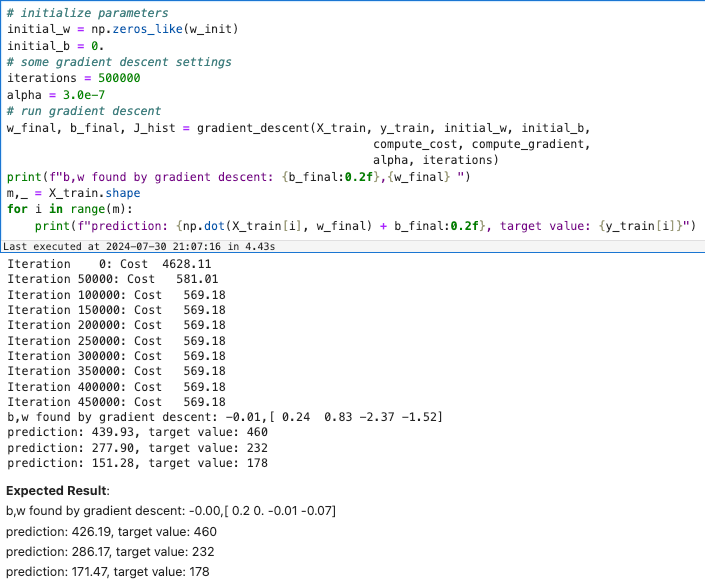 # initialize parameters
initial_w = np.zeros_like(w_init)
initial_b = 0.
# some gradient descent settings
iterations = 500000
alpha = 3.0e-7
# run gradient descent
w_final, b_final, J_hist = gradient_descent(X_train, y_train, initial_w, initial_b,
compute_cost, compute_gradient,
alpha, iterations)
print(f"b,w found by gradient descent: {b_final:0.2f},{w_final} ")
m,_ = X_train.shape
for i in range(m):
print(f"prediction: {np.dot(X_train[i], w_final) + b_final:0.2f}, target value: {y_train[i]}")
Last executed at 2024-07-30 21:07:16 in 4.43s
Iteration    0: Cost  4628.11
Iteration 50000: Cost   581.01
Iteration 100000: Cost   569.18
Iteration 150000: Cost   569.18
Iteration 200000: Cost   569.18
Iteration 250000: Cost   569.18
Iteration 300000: Cost   569.18
Iteration 350000: Cost   569.18
Iteration 400000: Cost   569.18
Iteration 450000: Cost   569.18
b,w found by gradient descent: -0.01,[ 0.24  0.83 -2.37 -1.52]
prediction: 439.93, target value: 460
prediction: 277.90, target value: 232
prediction: 151.28, target value: 178
Expected Result:
b,w found by gradient descent: -0.00,[ 0.2 0. -0.01 -0.07]
prediction: 426.19, target value: 460
prediction: 286.17, target value: 232
prediction: 171.47, target value: 178